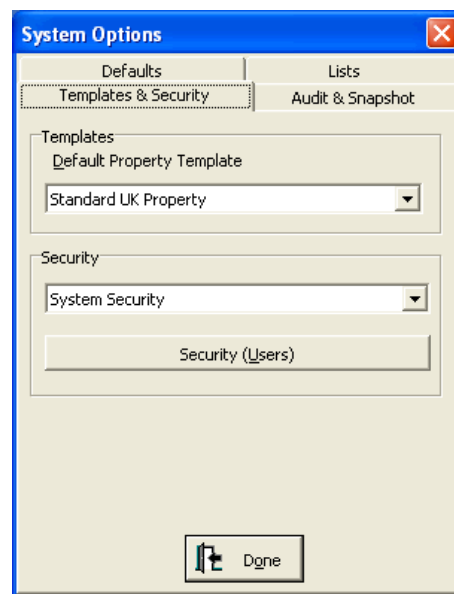 System Options
Defaults Lists
Templates & Security Audit & Snapshot
Templates
Default Property Template
Standard UK Property
Security
System Security
Security (Users)
Done